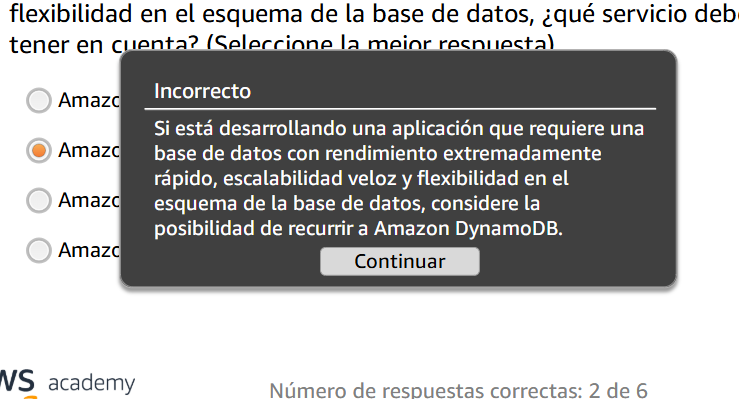 flexibilidad en el esquema de la base de datos, ¿qué servicio deb
tener en cuenta? (Seleccione la mejor respuesta)
Incorrecto
Si está desarrollando una aplicación que requiere una
base de datos con rendimiento extremadamente
rápido, escalabilidad veloz y flexibilidad en el
esquema de la base de datos, considere la
posibilidad de recurrir a Amazon DynamoDB.
Continuar
Amazo
Amazo
Amazo
Amazo
ws academy
Número de respuestas correctas: 2 de 6